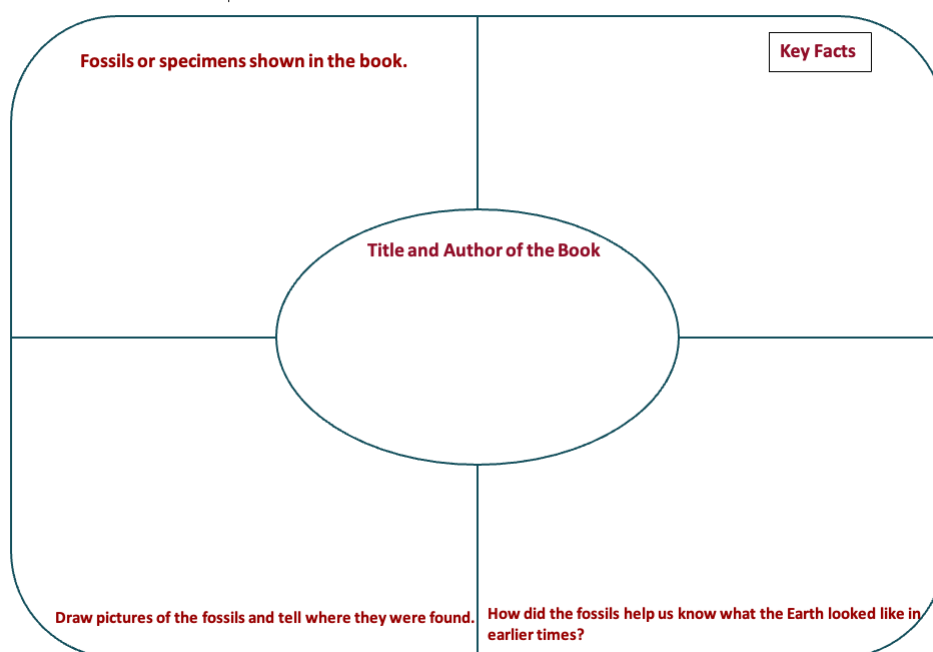 Fossils or specimens shown in the book.
Key Facts
Title and Author of the Book
Draw pictures of the fossils and tell where they were found.
How did the fossils help us know what the Earth looked like in
earlier times?